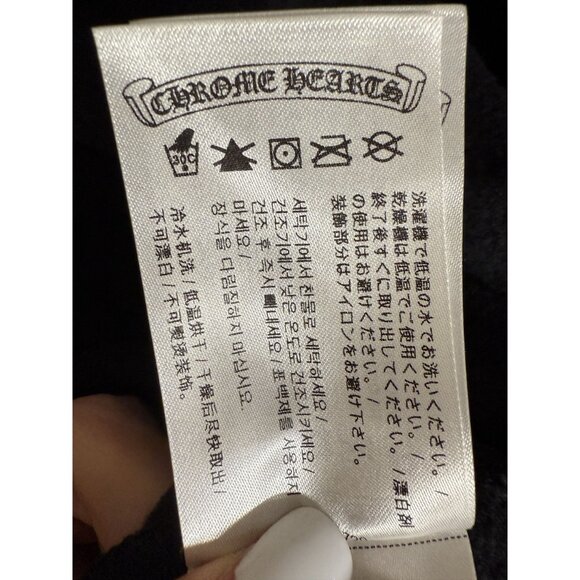 CHROME HEARTS
30C
洗濯機で低温の水でお洗いください。/
乾燥機は低温でご使用ください。/
終了後すぐに取り出してください。/漂白剤
の使用はお避けください。/
装飾部分はアイロンをお避け下さい。
세탁기에서 찬물로 세탁하세요/
건조기에서 낮은 온도로 건조시키세요/
건조 후 즉시 빼내세요/ 표백제를 사용하지
마세요/
장식을 다림질하지 마십시오.
冷水机洗/低温烘干/干燥后尽快取出/
不可漂白/不可熨烫装饰。